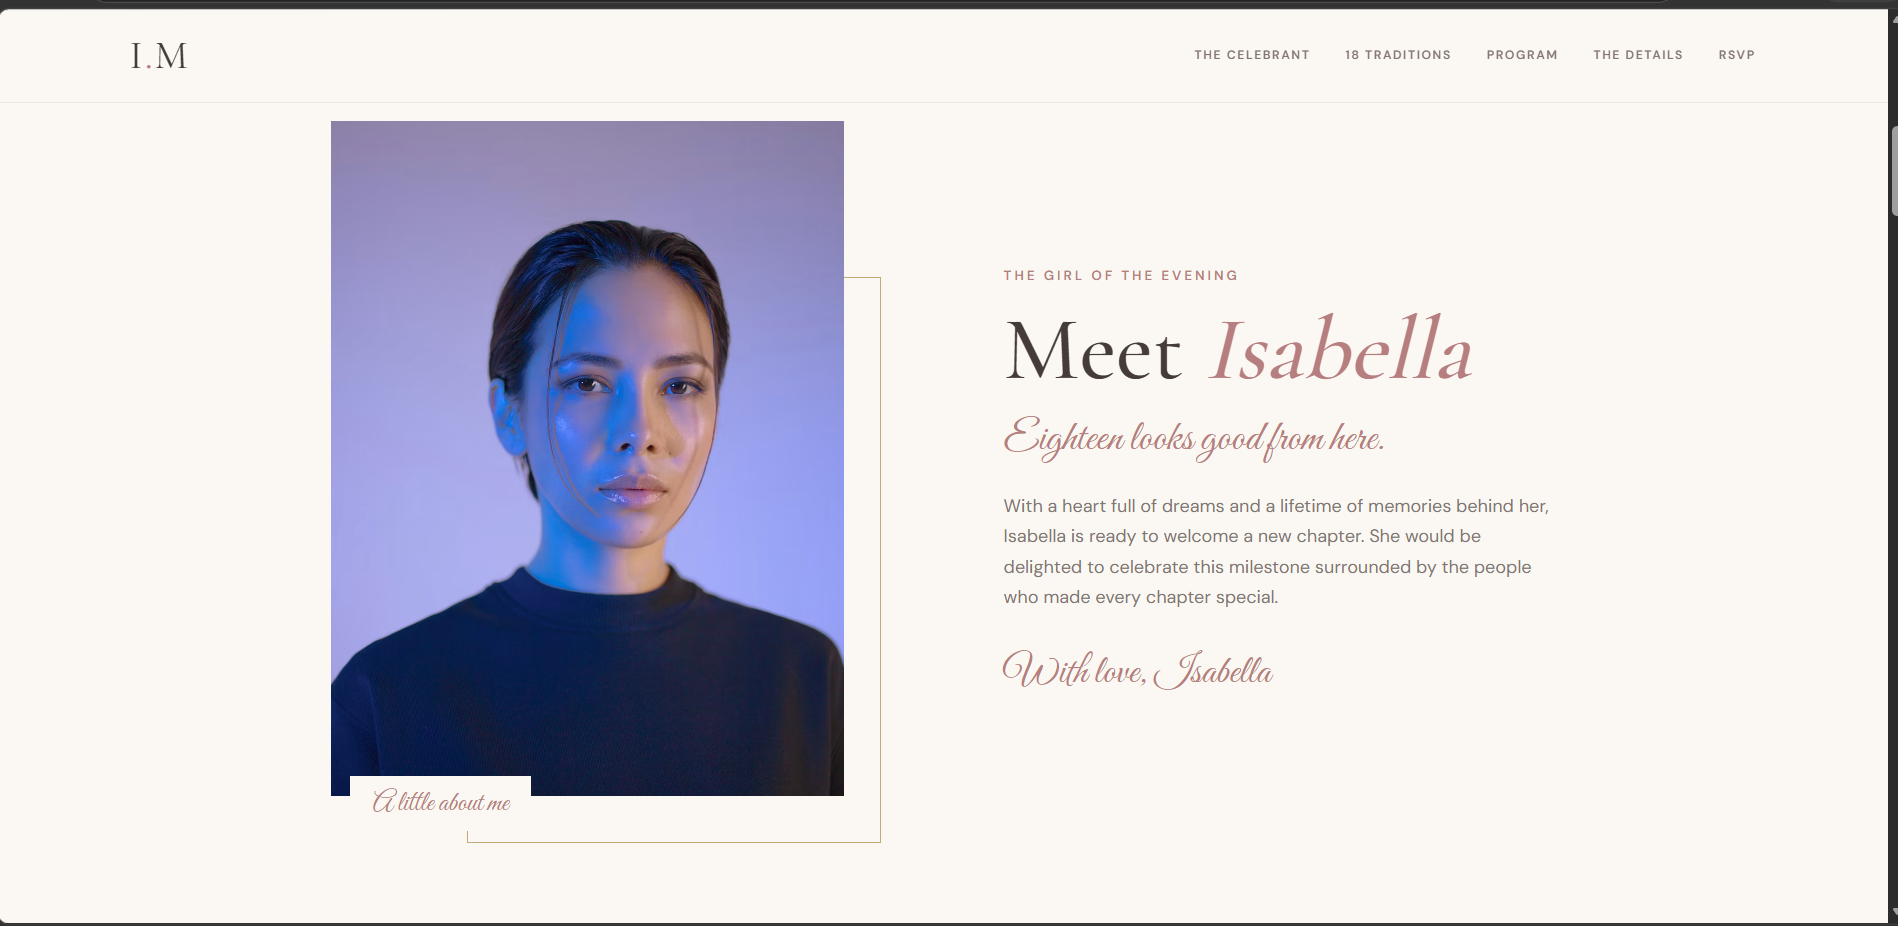 I.M
THE CELEBRANT
18 TRADITIONS
PROGRAM
THE DETAILS
RSVP
THE GIRL OF THE EVENING
Meet Isabella
Eighteen looks good from here.
With a heart full of dreams and a lifetime of memories behind her,
Isabella is ready to welcome a new chapter. She would be
delighted to celebrate this milestone surrounded by the people
who made every chapter special.
With love, Isabella
A little about me